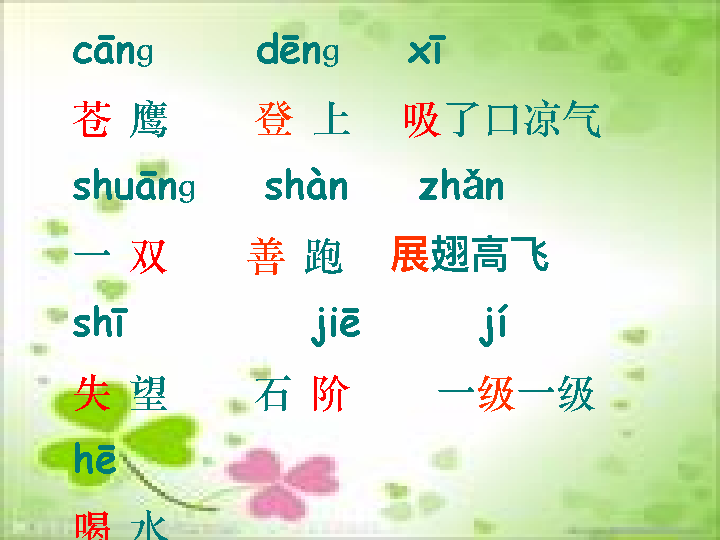 cāng dēng xī
苍 鹰 登 上 吸了口凉气
shuāng shàn zhǎn
一 双 善 跑 展翅高飞
shī jiē jí
失 望 石 阶 一级一级
hē
喝 水